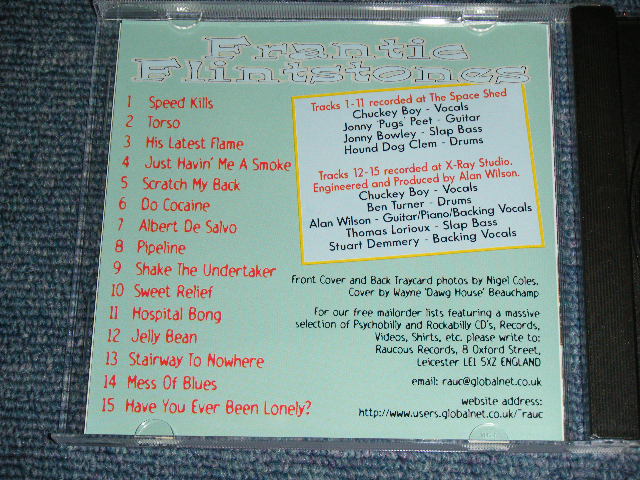 Frantic
Flintstones
1 Speed Kills
2 Torso
3 His Latest Flame
4 Just Havin' Me A Smoke
5 Scratch My Back
6 Do Cocaine
7 Albert De Salvo
8 Pipeline
9 Shake The Undertaker
10 Sweet Relief
11 Hospital Bong
12 Jelly Bean
13 Stairway To Nowhere
14 Mess Of Blues
15 Have You Ever Been Lonely?
Tracks 1-11 recorded at The Space Shed
Chuckey Boy - Vocals
Jonny 'Pugs' Peet - Guitar
Jonny Bowley - Slap Bass
Hound Dog Clem - Drums
Tracks 12-15 recorded at X-Ray Studio.
Engineered and Produced by Alan Wilson.
Chuckey Boy - Vocals
Ben Turner - Drums
Alan Wilson - Guitar/Piano/Backing Vocals
Thomas Lorioux - Slap Bass
Stuart Demmery - Backing Vocals
Front Cover and Back Traycard photos by Nigel Coles.
Cover by Wayne 'Dawg House' Beauchamp
For our free mailorder lists featuring a massive
selection of Psychobilly and Rockabilly CD's, Records,
Videos, Shirts, etc. please write to:
Raucous Records, 8 Oxford Street,
Leicester LE1 5XZ ENGLAND
email: rauc@globalnet.co.uk
website address:
http://www.users.globalnet.co.uk/~rauc